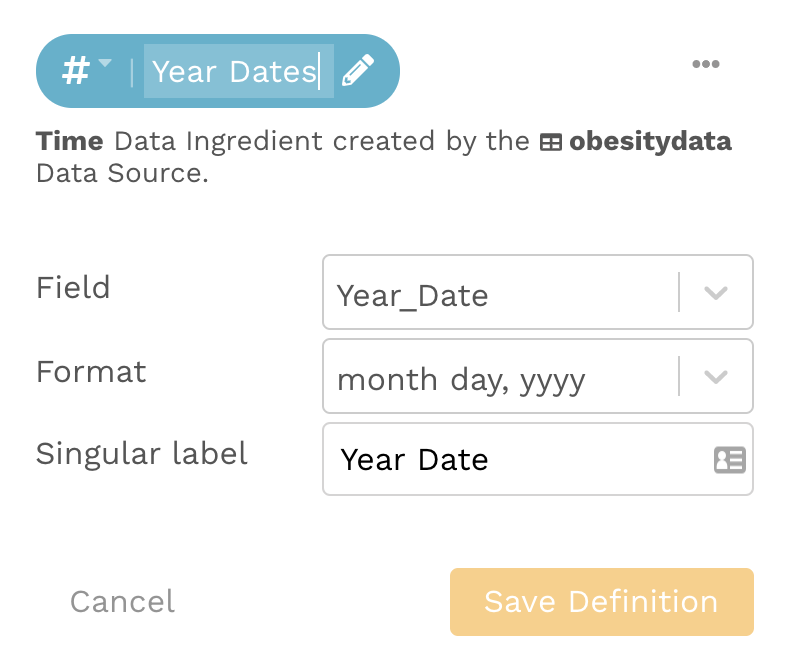 # | Year Dates
Time Data Ingredient created by the obesitydata
Data Source.
Field
Year_Date
Format
month day, yyyy
Singular label
Year Date
Cancel
Save Definition